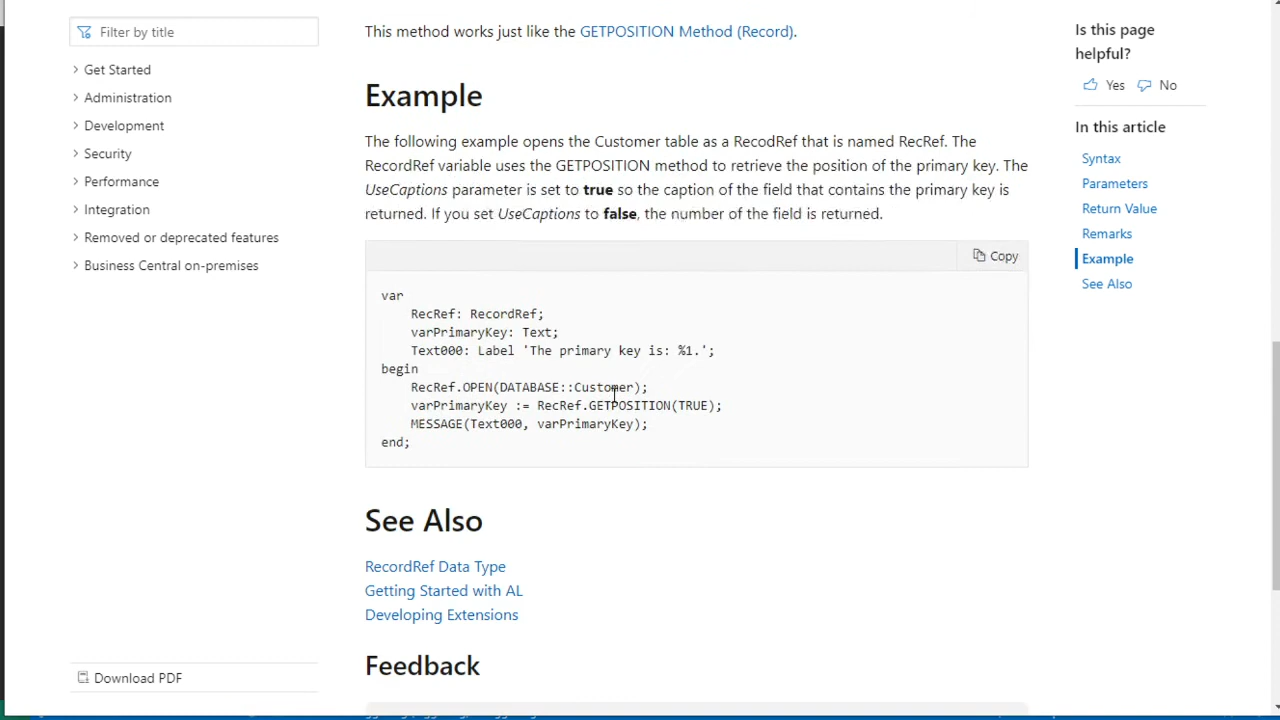 Filter by title
Get Started
Administration
Development
Security
Performance
Integration
Removed or deprecated features
Business Central on-premises
Download PDF
This method works just like the GETPOSITION Method (Record).
Example
The following example opens the Customer table as a RecodRef that is named RecRef. The
RecordRef variable uses the GETPOSITION method to retrieve the position of the primary key. The
UseCaptions parameter is set to true so the caption of the field that contains the primary key is
returned. If you set UseCaptions to false, the number of the field is returned.
Copy
var
    RecRef: RecordRef;
    varPrimaryKey: Text;
    Text000: Label 'The primary key is: %1.';
begin
    RecRef.OPEN(DATABASE::Customer);
    varPrimaryKey := RecRef.GETPOSITION(TRUE);
    MESSAGE(Text000, varPrimaryKey);
end;
See Also
RecordRef Data Type
Getting Started with AL
Developing Extensions
Feedback
Is this page
helpful?
Yes No
In this article
Syntax
Parameters
Return Value
Remarks
Example
See Also